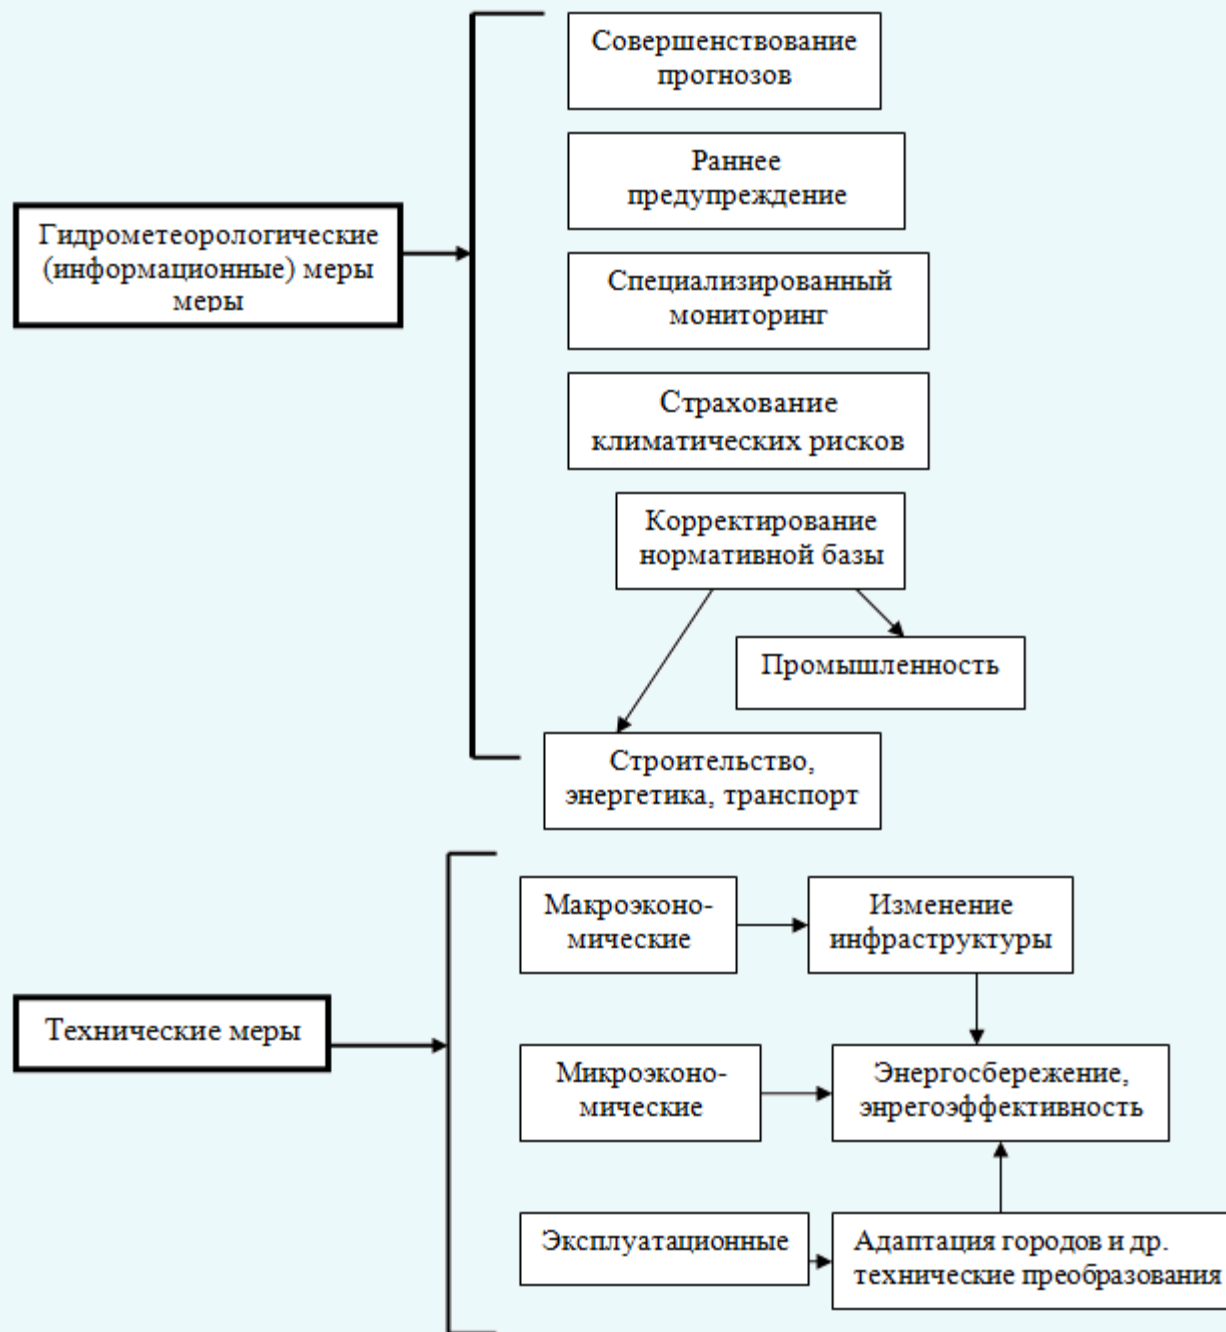 Совершенствование
прогнозов
Раннее
предупреждение
Гидрометеорологические
(информационные) меры
меры
Специализированный
мониторинг
Страхование
климатических рисков
Корректирование
нормативной базы
Промышленность
Строительство,
энергетика, транспорт
Макроэконо-
мические
Изменение
инфраструктуры
Технические меры
Микроэконо-
мические
Энергосбережение,
энрегоэффективность
Эксплуатационные
Адаптация городов и др.
технические преобразования